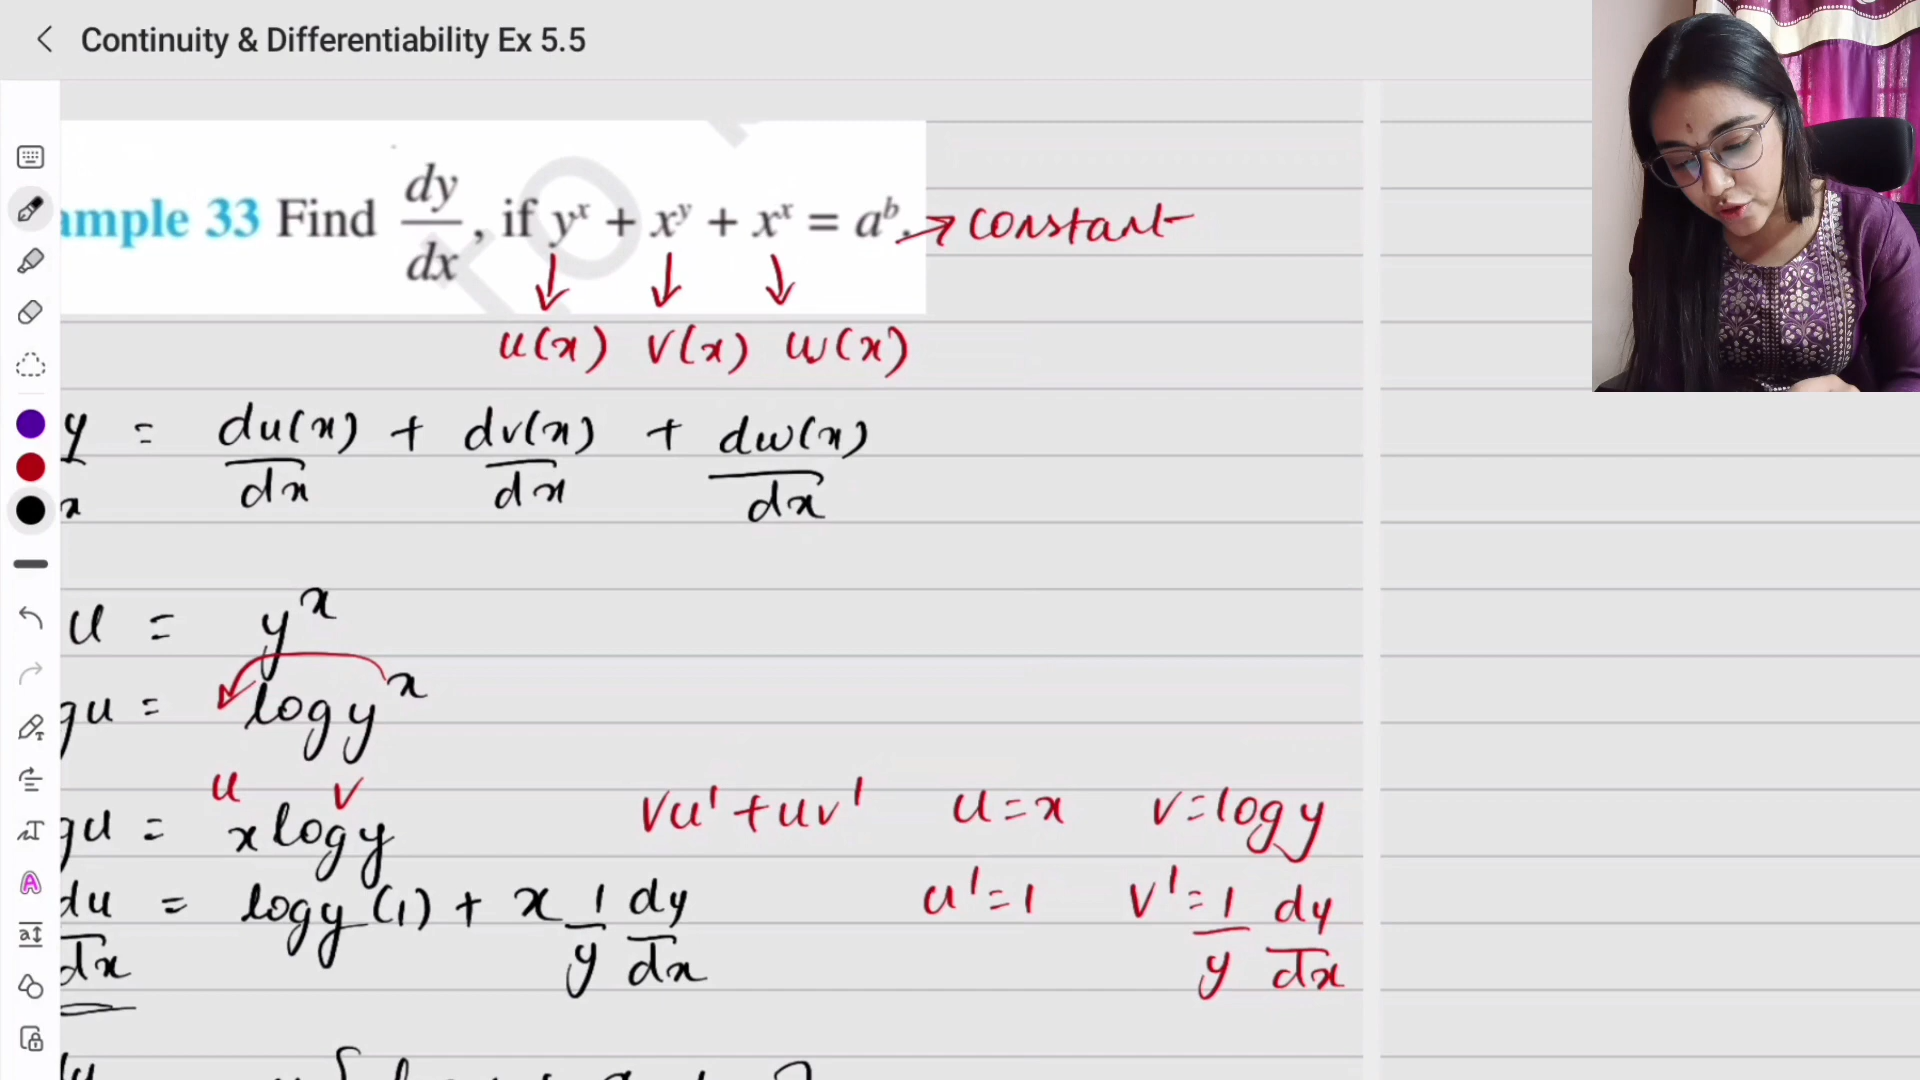 Continuity & Differentiability Ex 5.5
ample 33 Find dy/dx, if y^x + x^y + x^x = a^b. → constant
u(x) v(x) w(x)
y/x = du(x)/dx + dv(x)/dx + dw(x)/dx
u = y^x
gu = log y^x
u v
gu = x log y vu' + uv' u = x v = log y
du/dx = log y (1) + x 1/y dy/dx u' = 1 v' = 1/y dy/dx